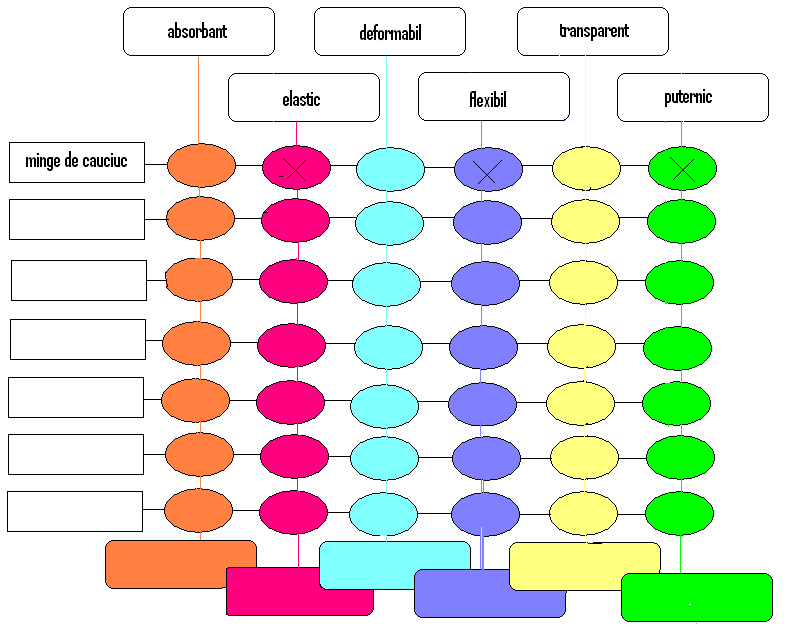 absorbant
deformabil
transparent
elastic
flexibil
puternic
minge de cauciuc